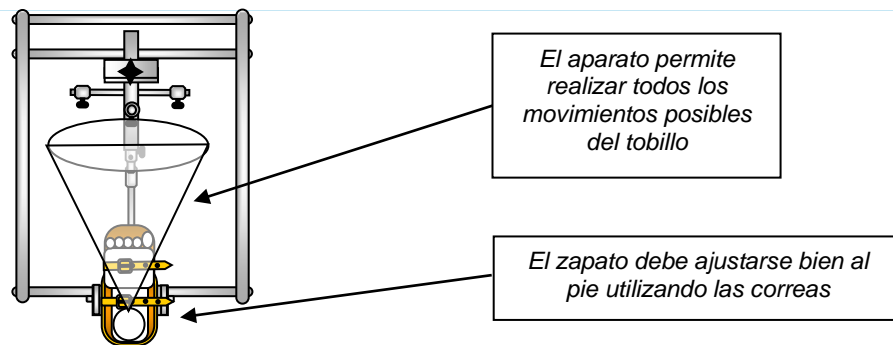 El aparato permite
realizar todos los
movimientos posibles
del tobillo
El zapato debe ajustarse bien al
pie utilizando las correas